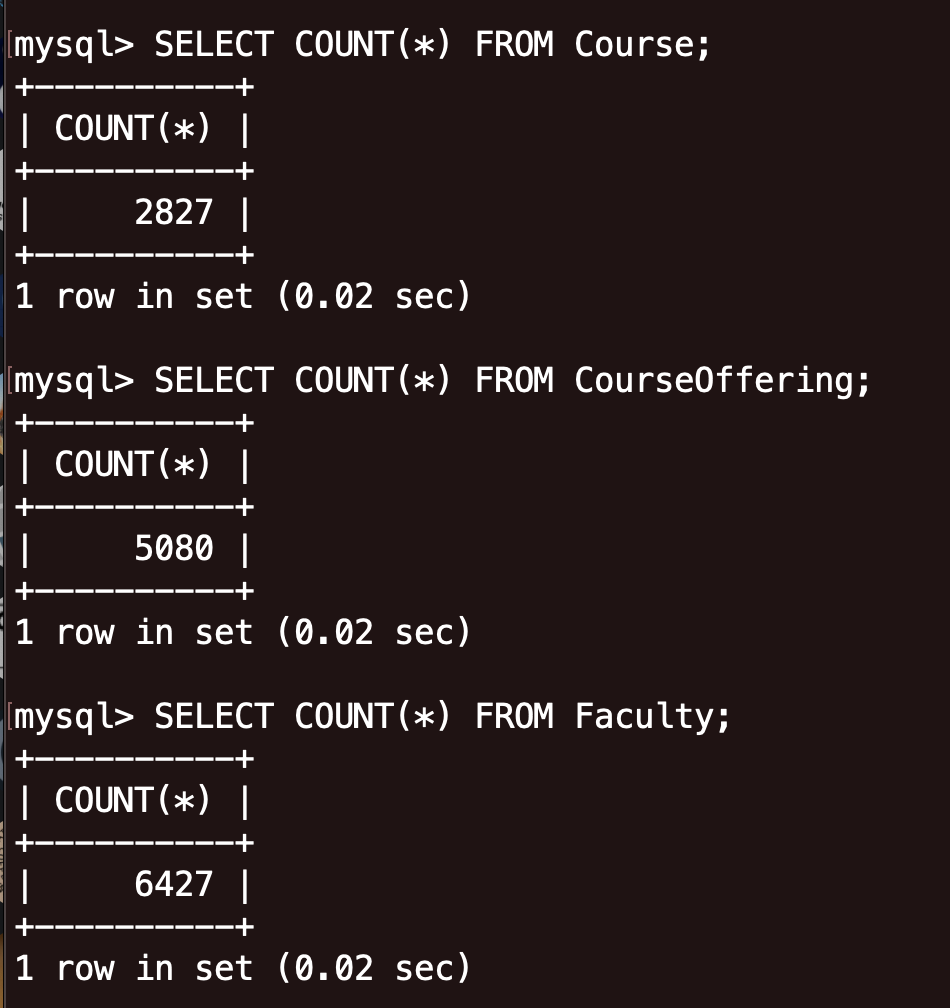 [mysql> SELECT COUNT(*) FROM Course;
+----------+
| COUNT(*) |
+----------+
|     2827 |
+----------+
1 row in set (0.02 sec)

[mysql> SELECT COUNT(*) FROM CourseOffering;
+----------+
| COUNT(*) |
+----------+
|     5080 |
+----------+
1 row in set (0.02 sec)

[mysql> SELECT COUNT(*) FROM Faculty;
+----------+
| COUNT(*) |
+----------+
|     6427 |
+----------+
1 row in set (0.02 sec)